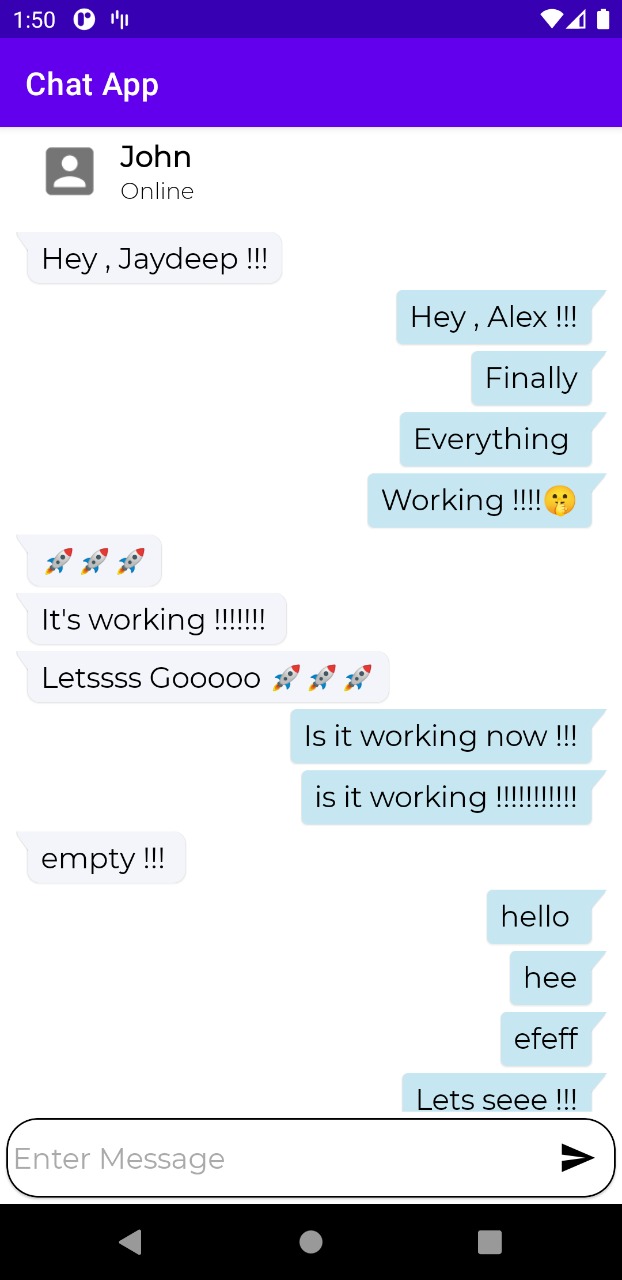 1:50
Chat App
John
Online
Hey , Jaydeep !!!
Hey , Alex !!!
Finally
Everything
Working !!!!🤫
🚀🚀🚀
It's working !!!!!!!
Letssss Gooooo 🚀🚀🚀
Is it working now !!!
is it working !!!!!!!!!!!
empty !!!
hello
hee
efeff
Lets seee !!!
Enter Message